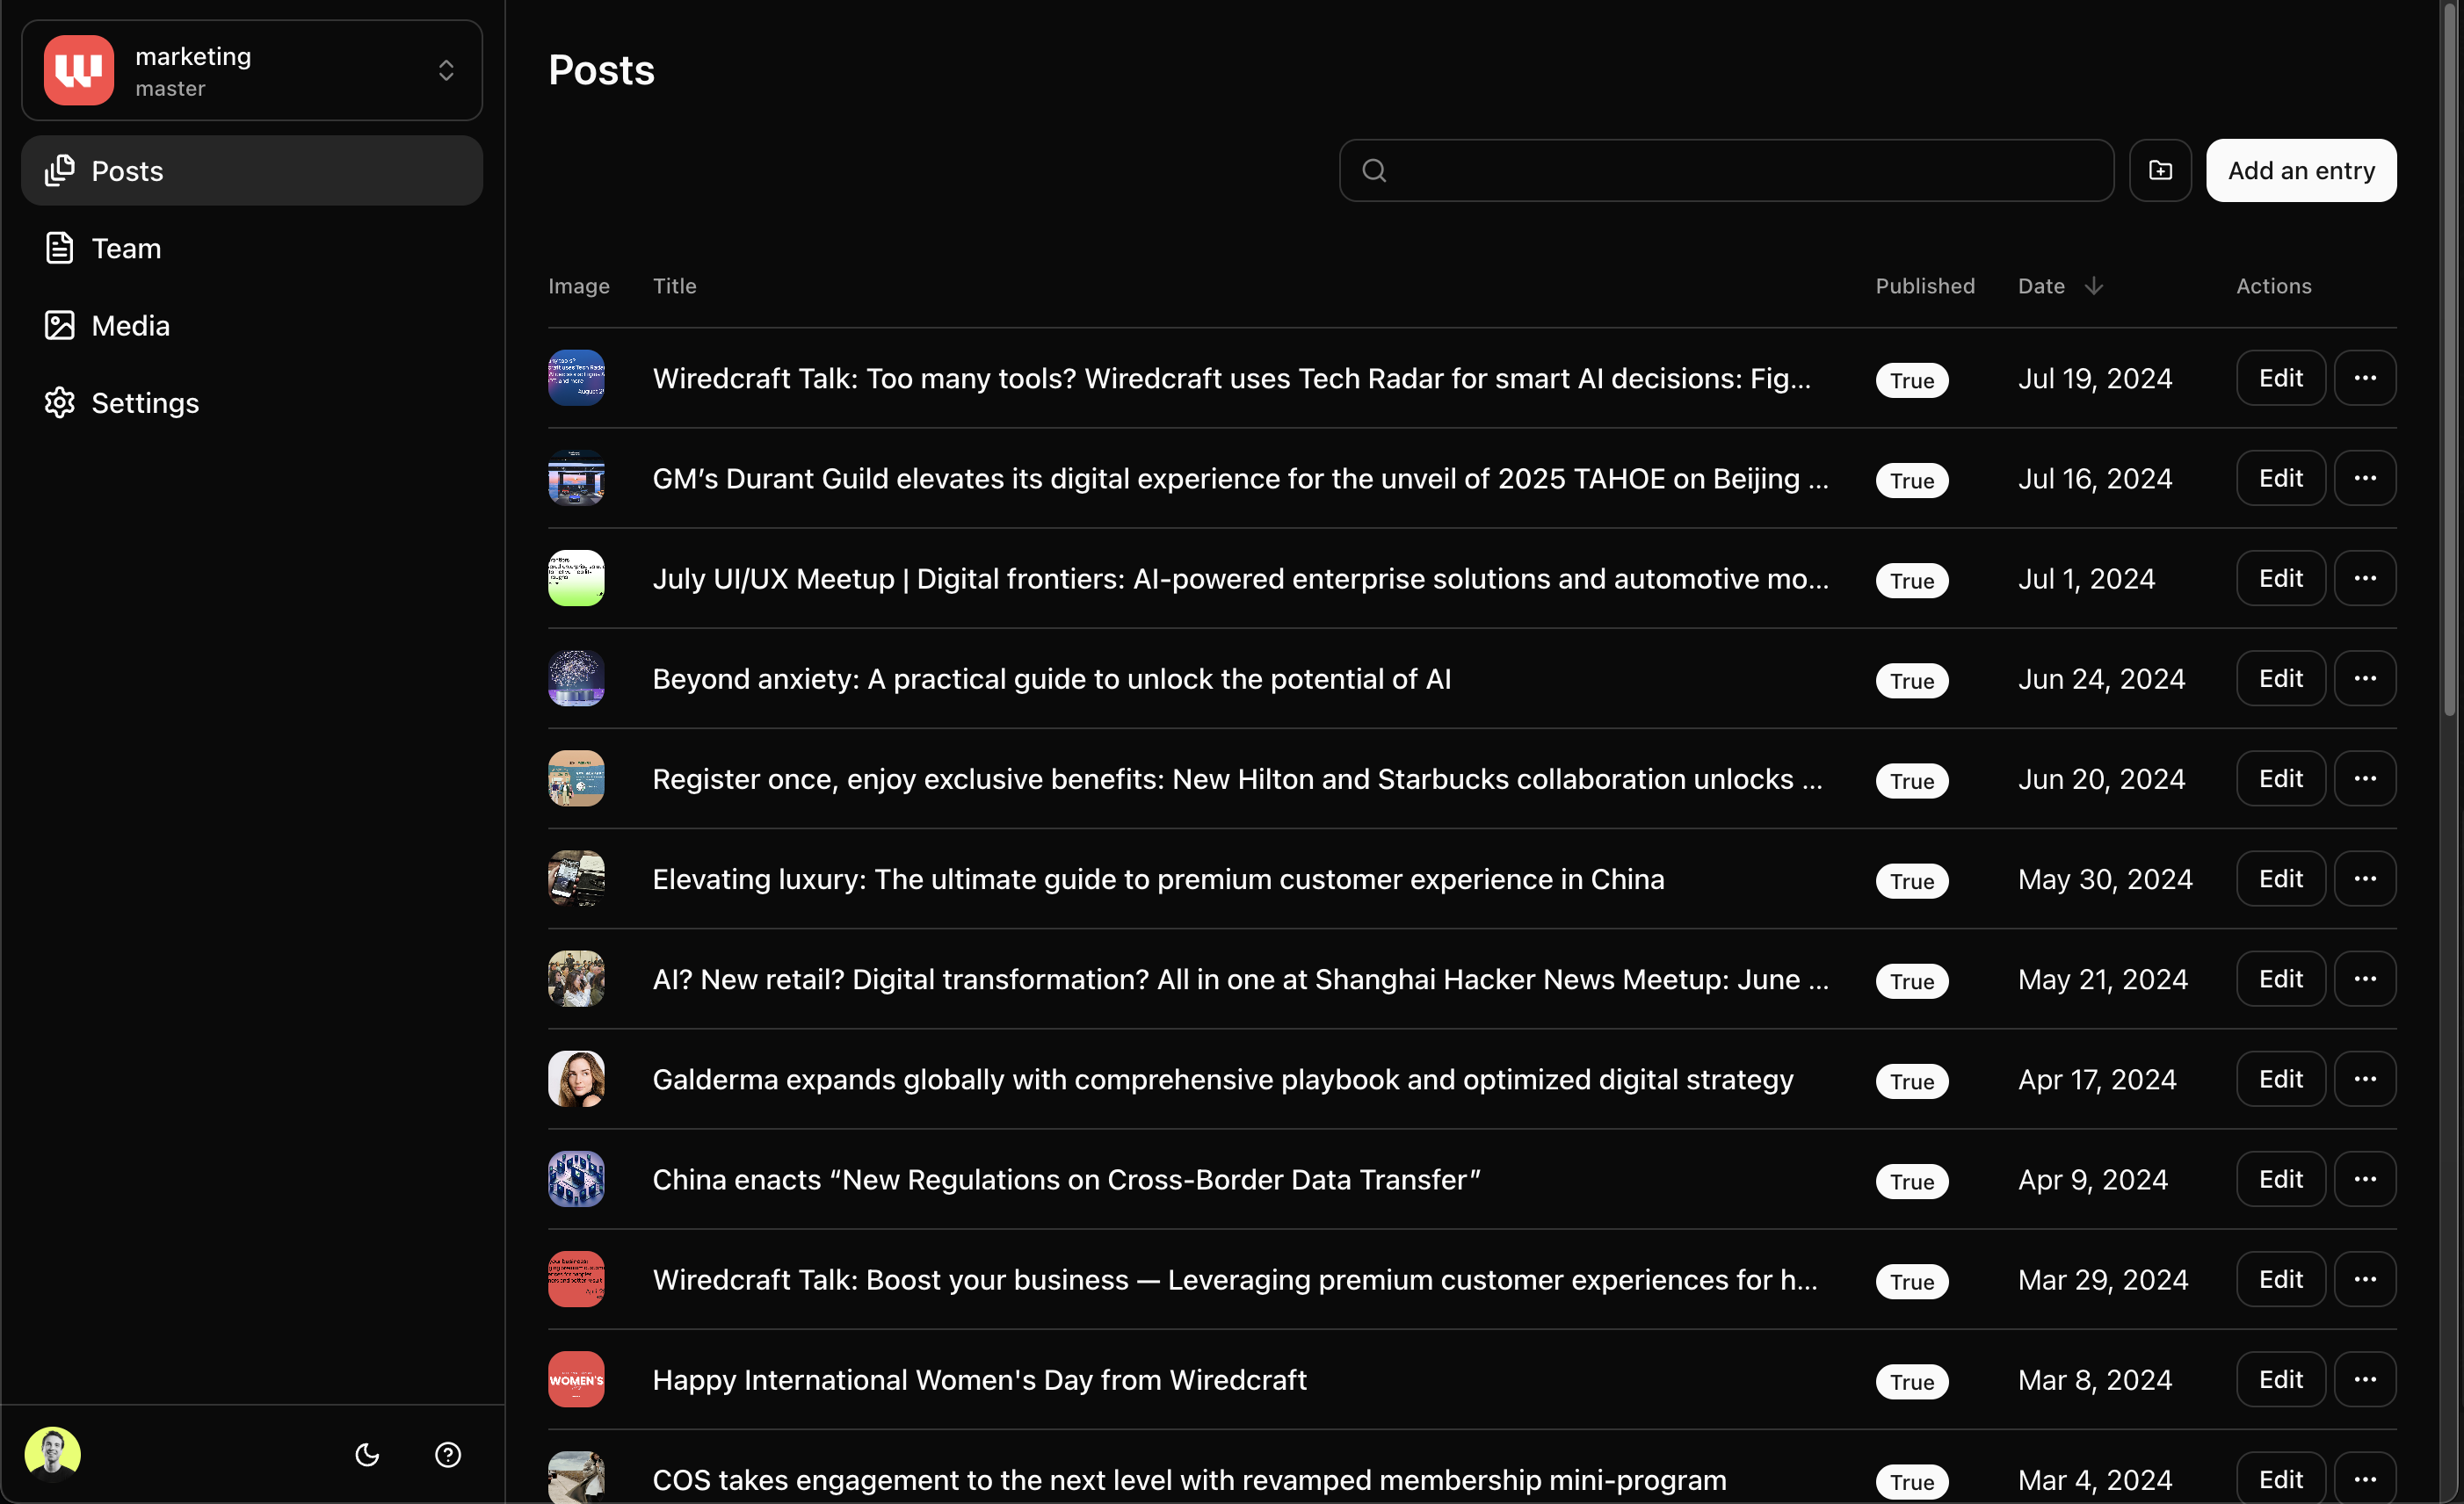 marketing
master
Posts
Team
Media
Settings
Posts
Add an entry
Image Title Published Date Actions
Wiredcraft Talk: Too many tools? Wiredcraft uses Tech Radar for smart AI decisions: Fig... True Jul 19, 2024 Edit
GM’s Durant Guild elevates its digital experience for the unveil of 2025 TAHOE on Beijing ... True Jul 16, 2024 Edit
July UI/UX Meetup | Digital frontiers: AI-powered enterprise solutions and automotive mo... True Jul 1, 2024 Edit
Beyond anxiety: A practical guide to unlock the potential of AI True Jun 24, 2024 Edit
Register once, enjoy exclusive benefits: New Hilton and Starbucks collaboration unlocks ... True Jun 20, 2024 Edit
Elevating luxury: The ultimate guide to premium customer experience in China True May 30, 2024 Edit
AI? New retail? Digital transformation? All in one at Shanghai Hacker News Meetup: June ... True May 21, 2024 Edit
Galderma expands globally with comprehensive playbook and optimized digital strategy True Apr 17, 2024 Edit
China enacts “New Regulations on Cross-Border Data Transfer” True Apr 9, 2024 Edit
Wiredcraft Talk: Boost your business — Leveraging premium customer experiences for h... True Mar 29, 2024 Edit
WOMEN'S Happy International Women's Day from Wiredcraft True Mar 8, 2024 Edit
COS takes engagement to the next level with revamped membership mini-program True Mar 4, 2024 Edit